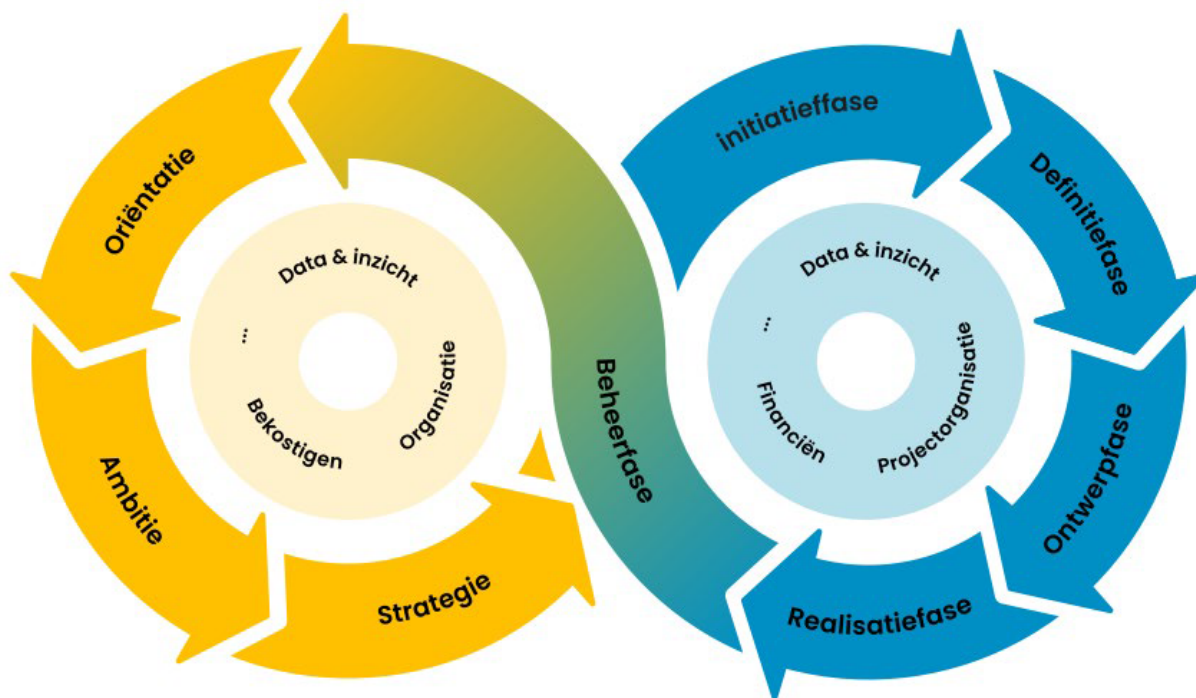 Oriëntatie
Ambitie
Strategie
Data & inzicht
Organisatie
Bekostigen
...
Beheerfase
initiatieffase
Definitiefase
Ontwerpfase
Realisatiefase
Data & inzicht
Projectorganisatie
Financiën
...